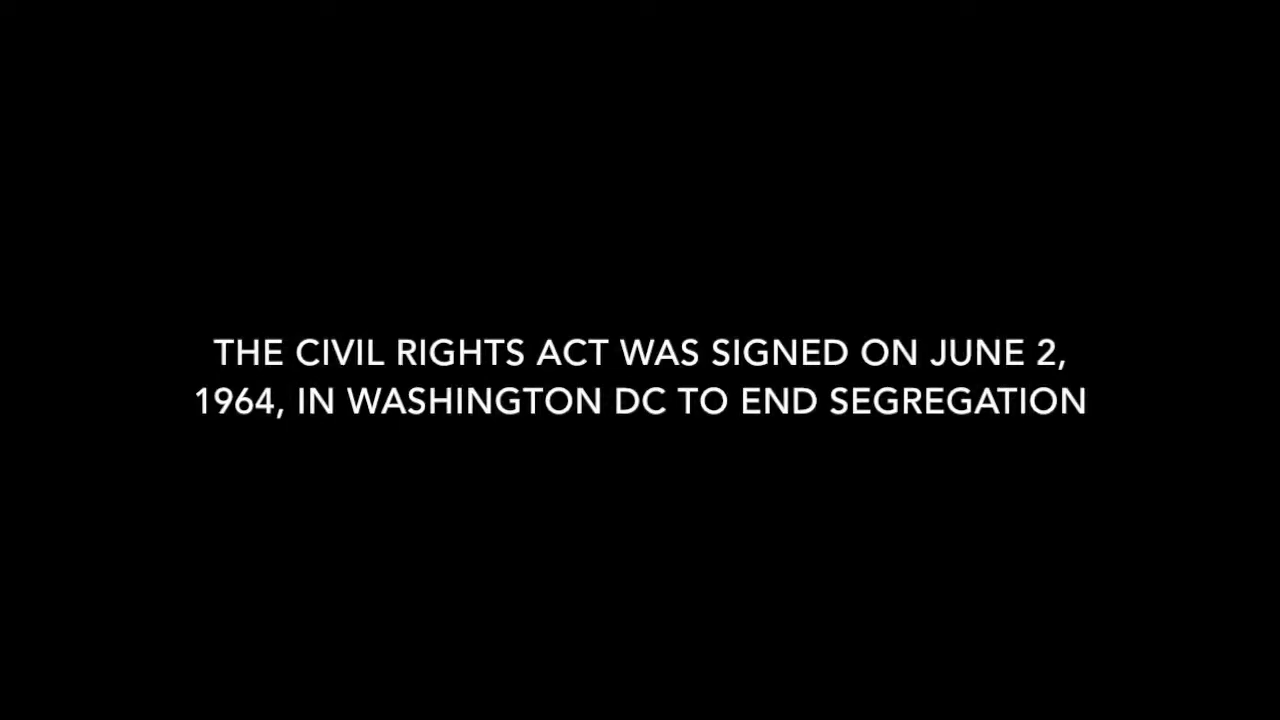 THE CIVIL RIGHTS ACT WAS SIGNED ON JUNE 2,
1964, IN WASHINGTON DC TO END SEGREGATION